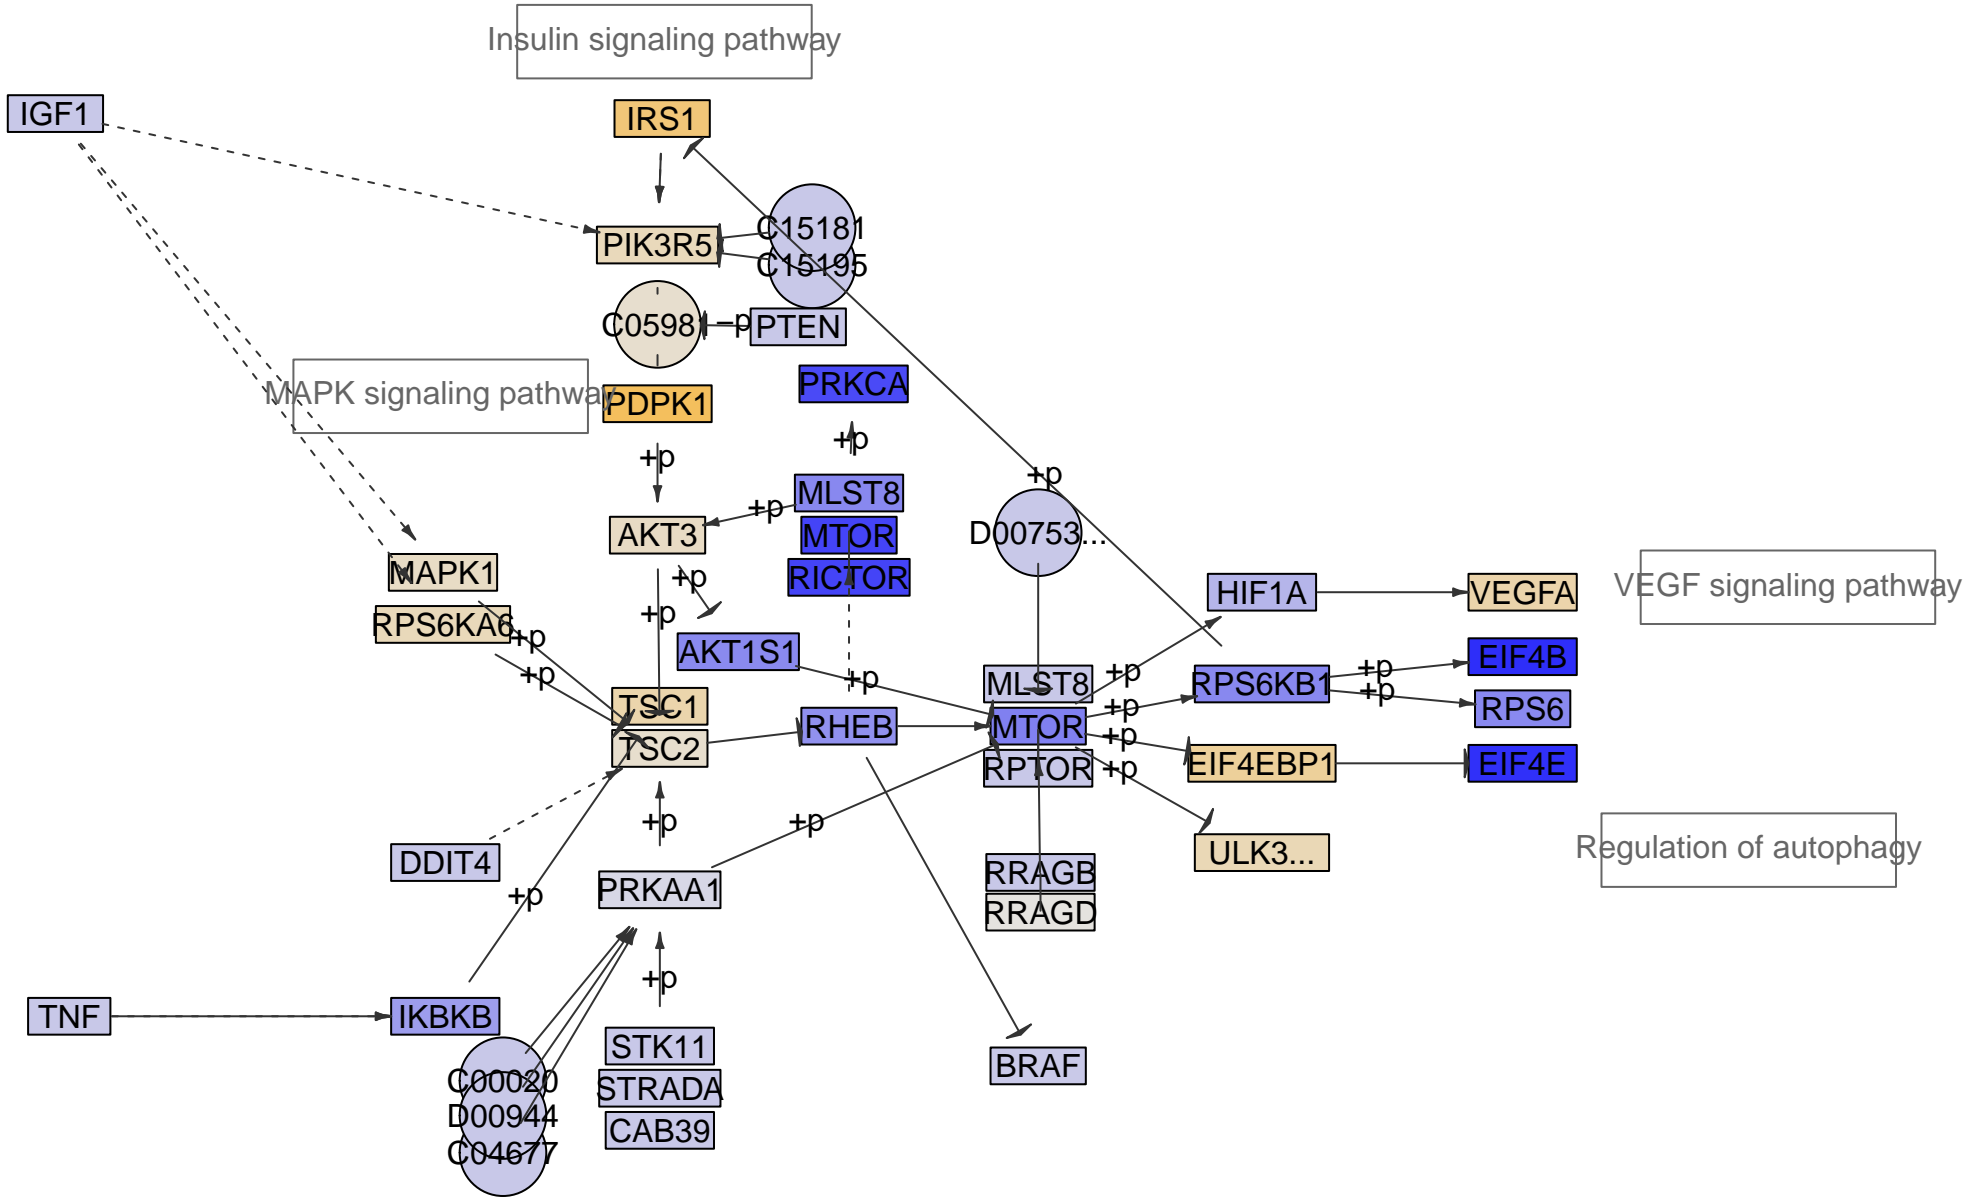 Insulin signaling pathway
IGF1
IRS1
PIK3R5
C15181
C15195
C0598
−p
PTEN
MAPK signaling pathway
PDPK1
PRKCA
+p
+p
+p
MLST8
+p
AKT3
MTOR
D00753...
RICTOR
+p
MAPK1
HIF1A
VEGFA
VEGF signaling pathway
+p
RPS6KA6
+p
AKT1S1
EIF4B
+p
+p
+p
+p
MLST8
RPS6KB1
+p
TSC1
+p
RPS6
RHEB
MTOR
TSC2
+p
RPTOR
+p
EIF4EBP1
EIF4E
+p
+p
DDIT4
ULK3...
Regulation of autophagy
RRAGB
PRKAA1
+p
RRAGD
+p
TNF
IKBKB
STK11
BRAF
C00020
STRADA
D00944
CAB39
C04677